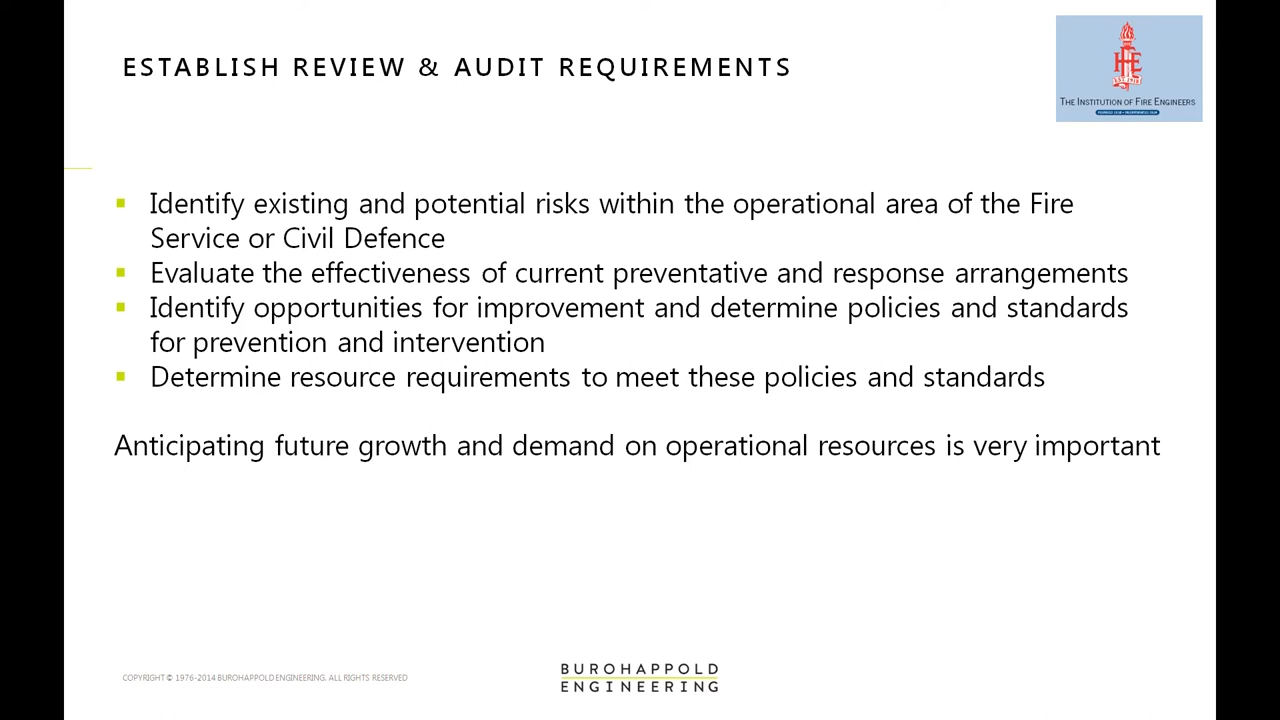 ESTABLISH REVIEW & AUDIT REQUIREMENTS
IFE
EST 1918
THE INSTITUTION OF FIRE ENGINEERS
▪ Identify existing and potential risks within the operational area of the Fire
Service or Civil Defence
▪ Evaluate the effectiveness of current preventative and response arrangements
▪ Identify opportunities for improvement and determine policies and standards
for prevention and intervention
▪ Determine resource requirements to meet these policies and standards
Anticipating future growth and demand on operational resources is very important
COPYRIGHT © 1976-2014 BUROHAPPOLD ENGINEERING. ALL RIGHTS RESERVED
BUROHAPPOLD
ENGINEERING